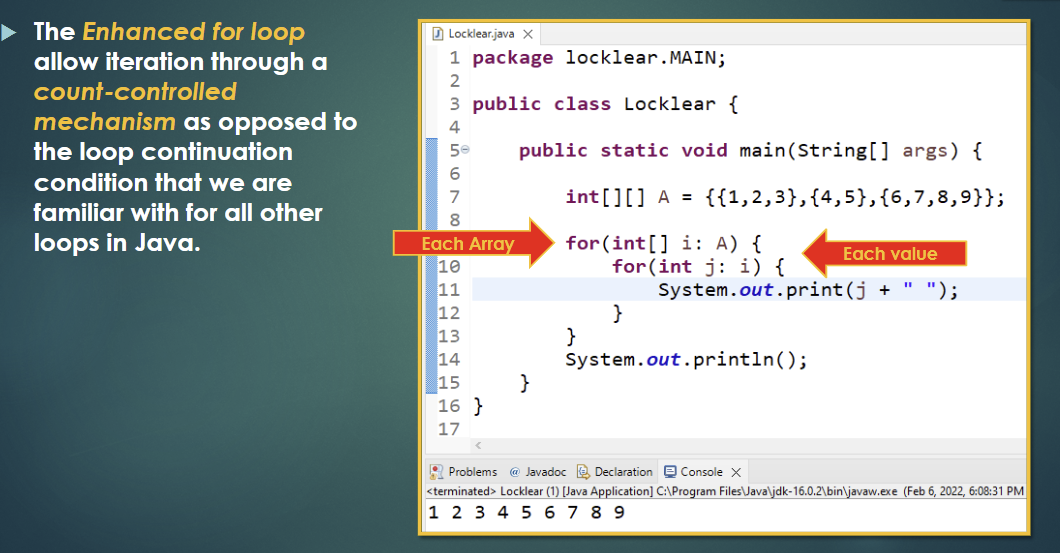 The Enhanced for loop
allow iteration through a
count-controlled
mechanism as opposed to
the loop continuation
condition that we are
familiar with for all other
loops in Java.
Locklear.java
1 package locklear.MAIN;
2
3 public class Locklear {
4
5 public static void main(String[] args) {
6
7 int[][] A = {{1,2,3},{4,5},{6,7,8,9}};
8
Each Array for(int[] i: A) {
Each value
10 for(int j: i) {
11 System.out.print(j + " ");
12 }
13 }
14 System.out.println();
15 }
16 }
17
Problems @ Javadoc Declaration Console
<terminated> Locklear (1) [Java Application] C:\Program Files\Java\jdk-16.0.2\bin\javaw.exe (Feb 6, 2022, 6:08:31 PM
1 2 3 4 5 6 7 8 9